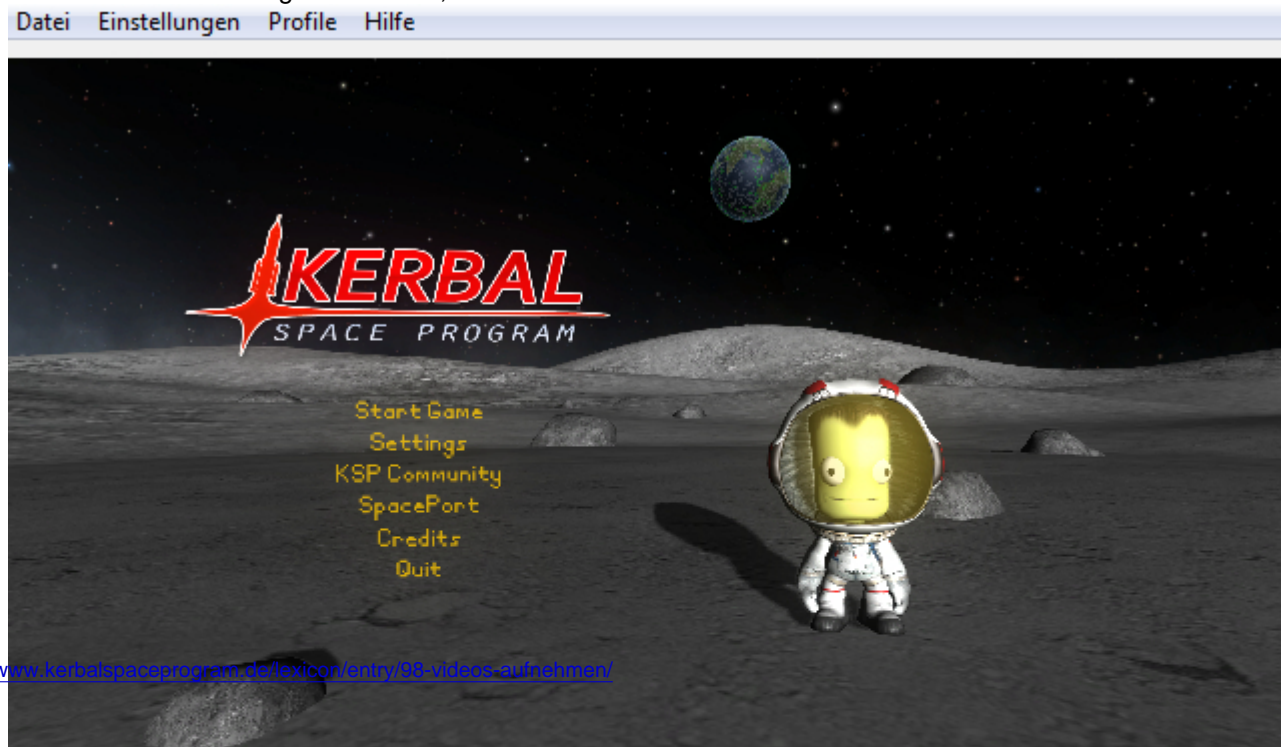 Datei Einstellungen Profile Hilfe
KERBAL
SPACE PROGRAM
Start Game
Settings
KSP Community
SpacePort
Credits
Quit
www.kerbalspaceprogram.de/lexicon/entry/98-videos-aufnehmen/